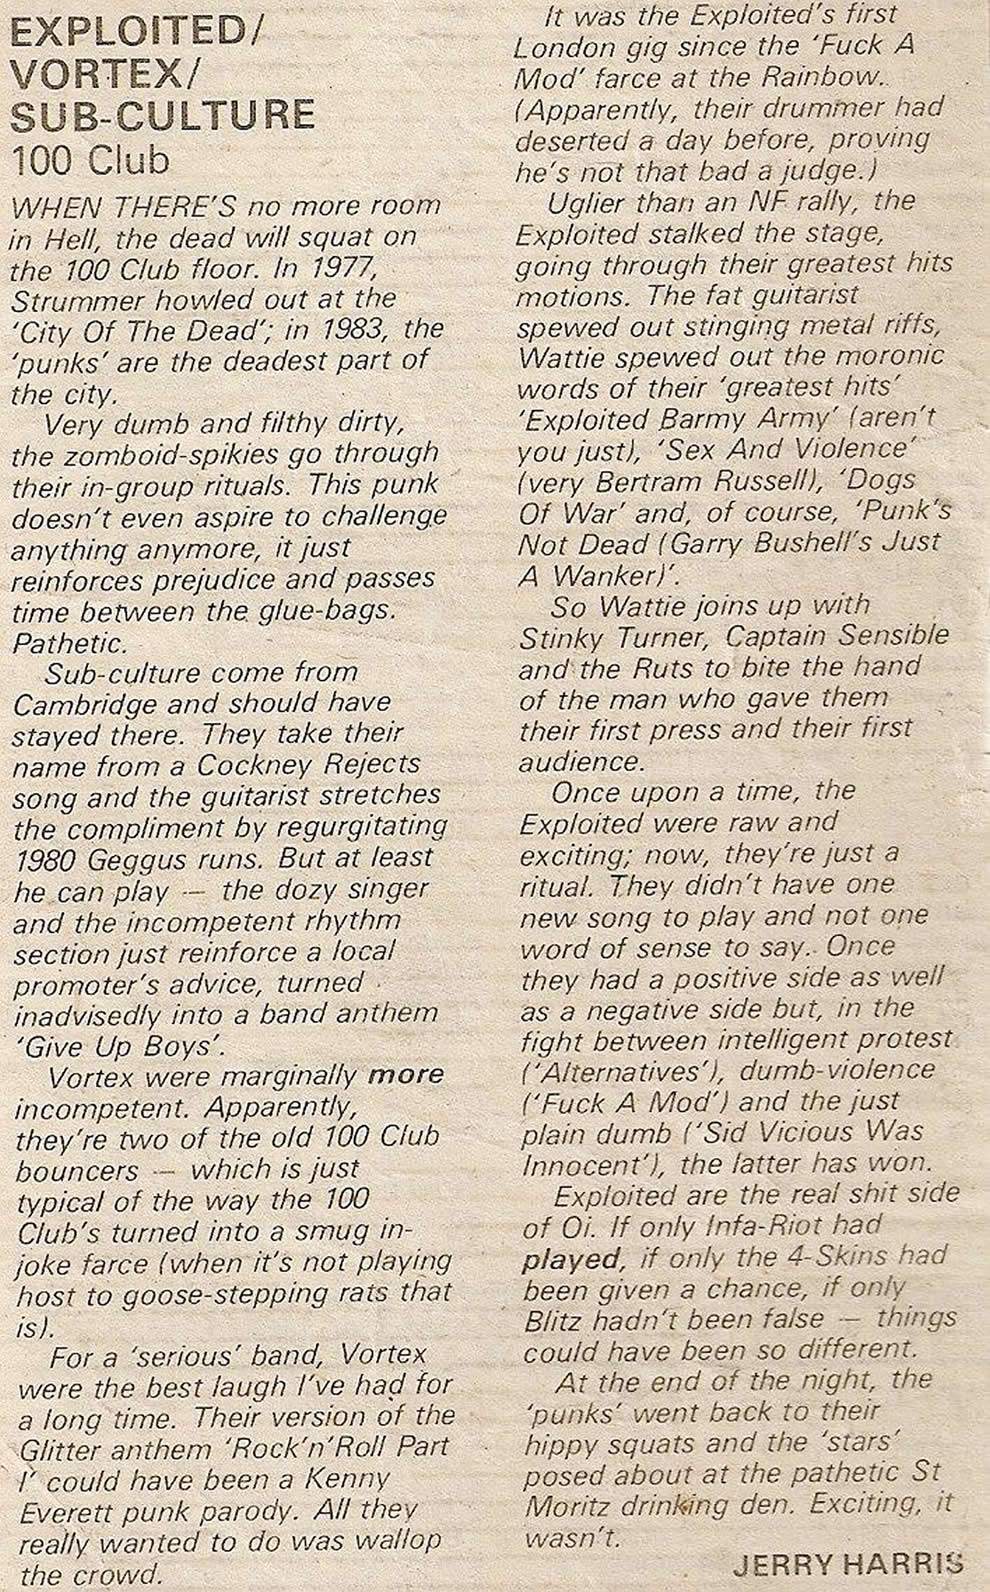 EXPLOITED/
VORTEX/
SUB-CULTURE
100 Club
WHEN THERE'S no more room
in Hell, the dead will squat on
the 100 Club floor. In 1977,
Strummer howled out at the
'City Of The Dead'; in 1983, the
'punks' are the deadest part of
the city.
Very dumb and filthy dirty,
the zomboid-spikies go through
their in-group rituals. This punk
doesn't even aspire to challenge
anything anymore, it just
reinforces prejudice and passes
time between the glue-bags.
Pathetic.
Sub-culture come from
Cambridge and should have
stayed there. They take their
name from a Cockney Rejects
song and the guitarist stretches
the compliment by regurgitating
1980 Geggus runs. But at least
he can play — the dozy singer
and the incompetent rhythm
section just reinforce a local
promoter's advice, turned
inadvisedly into a band anthem
'Give Up Boys'.
Vortex were marginally more
incompetent. Apparently,
they're two of the old 100 Club
bouncers — which is just
typical of the way the 100
Club's turned into a smug in-
joke farce (when it's not playing
host to goose-stepping rats that
is).
For a 'serious' band, Vortex
were the best laugh I've had for
a long time. Their version of the
Glitter anthem 'Rock'n'Roll Part
I' could have been a Kenny
Everett punk parody. All they
really wanted to do was wallop
the crowd.
It was the Exploited's first
London gig since the 'Fuck A
Mod' farce at the Rainbow.
(Apparently, their drummer had
deserted a day before, proving
he's not that bad a judge.)
Uglier than an NF rally, the
Exploited stalked the stage,
going through their greatest hits
motions. The fat guitarist
spewed out stinging metal riffs,
Wattie spewed out the moronic
words of their 'greatest hits'
'Exploited Barmy Army' (aren't
you just), 'Sex And Violence'
(very Bertram Russell), 'Dogs
Of War' and, of course, 'Punk's
Not Dead (Garry Bushell's Just
A Wanker)'.
So Wattie joins up with
Stinky Turner, Captain Sensible
and the Ruts to bite the hand
of the man who gave them
their first press and their first
audience.
Once upon a time, the
Exploited were raw and
exciting; now, they're just a
ritual. They didn't have one
new song to play and not one
word of sense to say. Once
they had a positive side as well
as a negative side but, in the
fight between intelligent protest
('Alternatives'), dumb-violence
('Fuck A Mod') and the just
plain dumb ('Sid Vicious Was
Innocent'), the latter has won.
Exploited are the real shit side
of Oi. If only Infa-Riot had
played, if only the 4-Skins had
been given a chance, if only
Blitz hadn't been false — things
could have been so different.
At the end of the night, the
'punks' went back to their
hippy squats and the 'stars'
posed about at the pathetic St
Moritz drinking den. Exciting, it
wasn't.
JERRY HARRIS